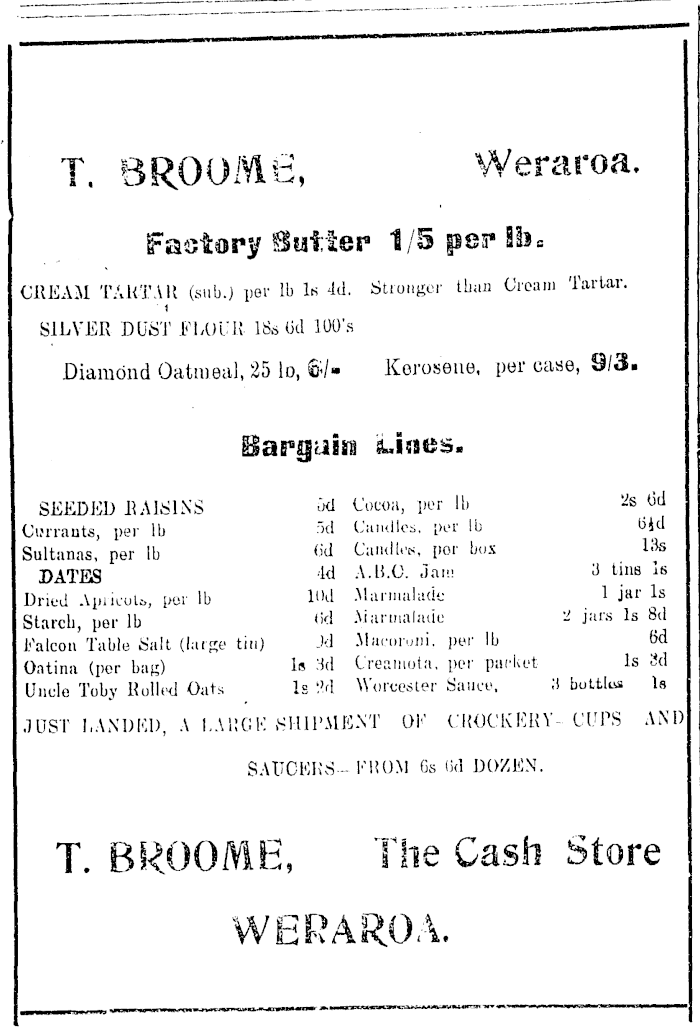 T. BROOME, Weraroa.
Factory Butter 1/5 per lb.
CREAM TARTAR (sub.) per lb 1s 4d. Stronger than Cream Tartar.
SILVER DUST FLOUR 18s 6d 100's
Diamond Oatmeal, 25 lb, 6/- Kerosene, per case, 9/3.
Bargain Lines.
SEEDED RAISINS 5d
Currants, per lb 5d
Sultanas, per lb 6d
DATES 4d
Dried Apricots, per lb 10d
Starch, per lb 6d
Falcon Table Salt (large tin)
Oatina (per bag) 1s 3d
Uncle Toby Rolled Oats 1s 2d
Cocoa, per lb 2s 6d
Candles, per lb 6½d
Candles, per box 13s
A.B.C. Jam 3 tins 1s
Marmalade 1 jar 1s
Marmalade 2 jars 1s 8d
Macoroni, per lb 6d
Creamota, per packet 1s 3d
Worcester Sauce, 3 bottles 1s
JUST LANDED, A LARGE SHIPMENT OF CROCKERY- CUPS AND
SAUCERS- FROM 6s 6d DOZEN.
T. BROOME, The Cash Store
WERAROA.